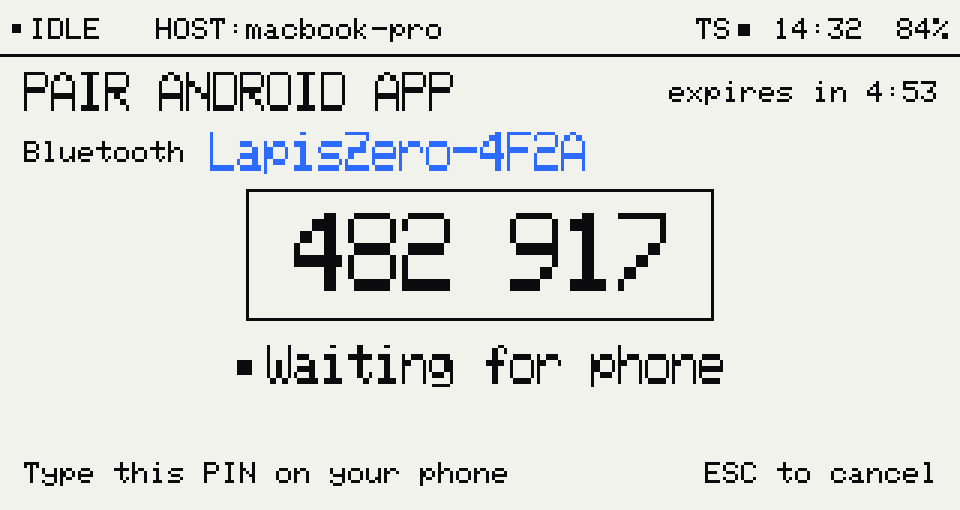 ▪IDLE HOST:macbook-pro TS▪ 14:32 84%
PAIR ANDROID APP expires in 4:53
Bluetooth LapisZero-4F2A
482 917
▪Waiting for phone
Type this PIN on your phone ESC to cancel